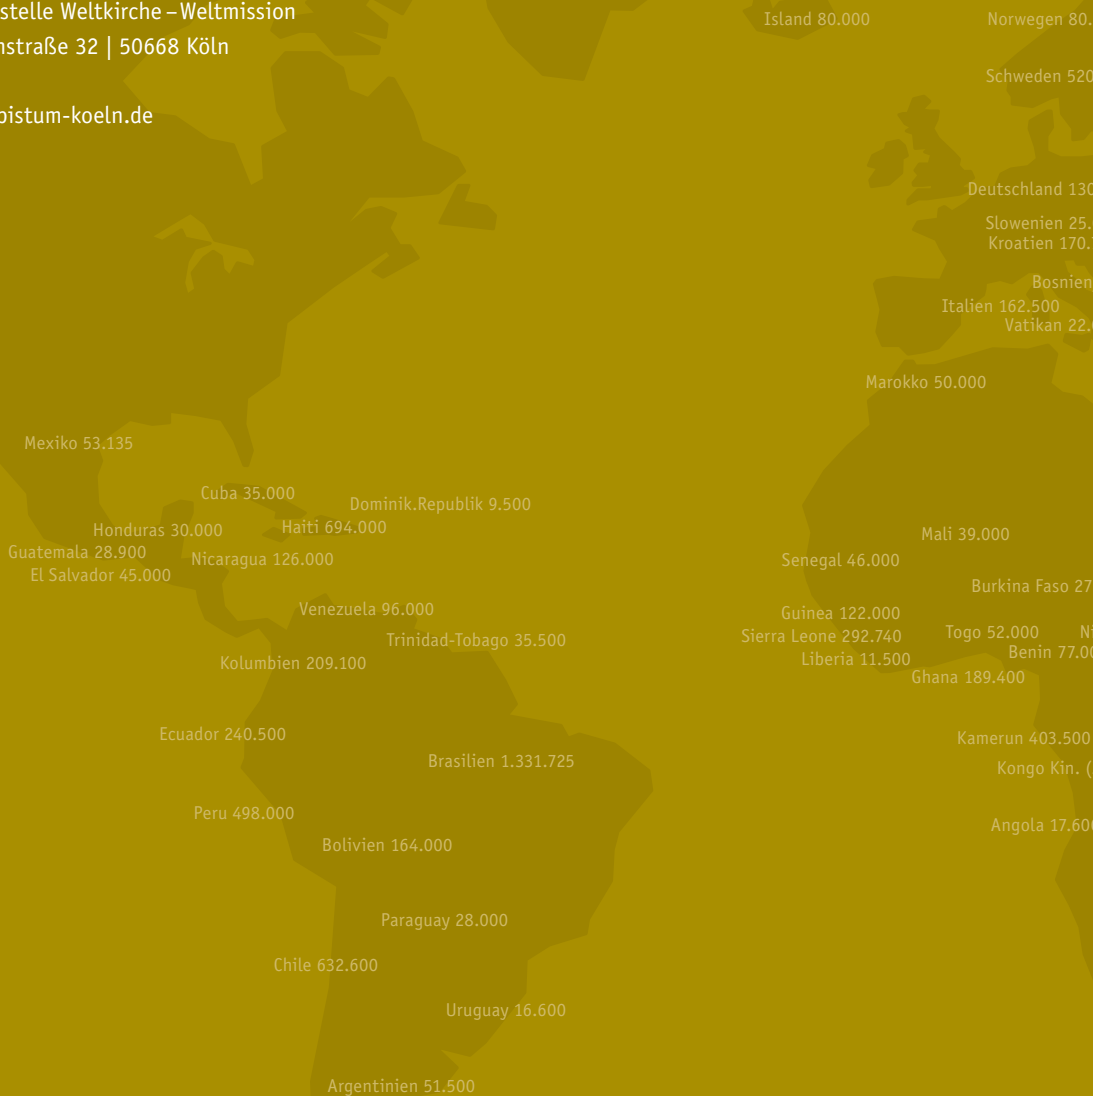 stelle Weltkirche – Weltmission
straße 32 | 50668 Köln
bistum-koeln.de
Island 80.000
Norwegen 80.
Schweden 520
Deutschland 130
Slowenien 25.
Kroatien 170.
Bosnien
Italien 162.500
Vatikan 22.
Marokko 50.000
Mexiko 53.135
Cuba 35.000
Dominik.Republik 9.500
Honduras 30.000
Haiti 694.000
Guatemala 28.900
Nicaragua 126.000
El Salvador 45.000
Mali 39.000
Senegal 46.000
Burkina Faso 27
Venezuela 96.000
Guinea 122.000
Trinidad-Tobago 35.500
Sierra Leone 292.740
Togo 52.000
Ni
Benin 77.00
Kolumbien 209.100
Liberia 11.500
Ghana 189.400
Ecuador 240.500
Kamerun 403.500
Brasilien 1.331.725
Kongo Kin. (
Peru 498.000
Angola 17.600
Bolivien 164.000
Paraguay 28.000
Chile 632.600
Uruguay 16.600
Argentinien 51.500